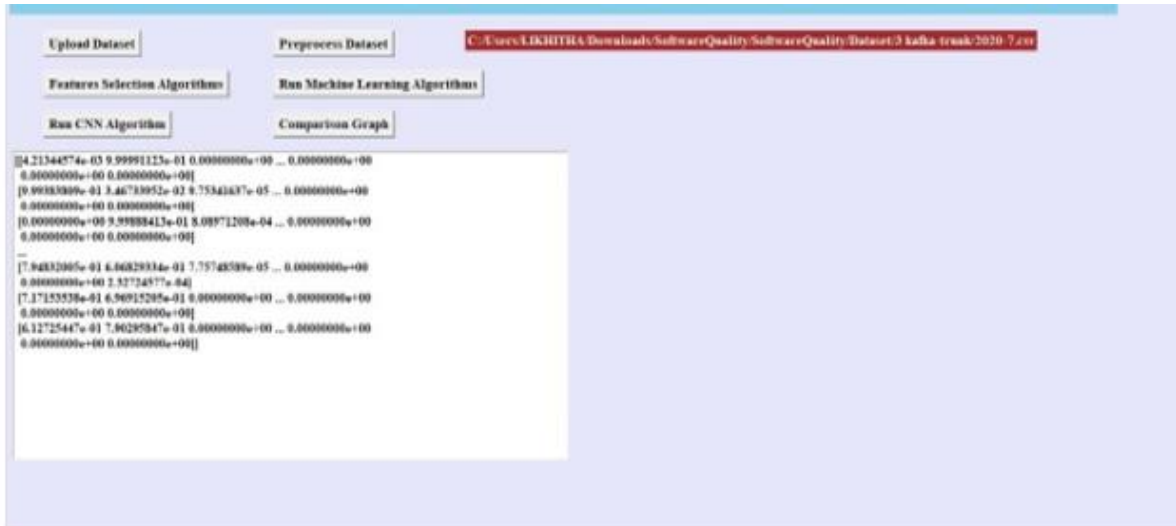 Upload Dataset
Preprocess Dataset
C:/Users/LIKHITHA/Downloads/SoftwareQuality/SoftwareQuality/Dataset/3 kafka-trunk/2020-7.csv
Features Selection Algorithms
Run Machine Learning Algorithms
Run CNN Algorithm
Comparison Graph
[[4.21344574e-03 9.99991123e-01 0.00000000e+00 ... 0.00000000e+00
0.00000000e+00 0.00000000e+00]
[9.99383809e-01 3.46733952e-02 9.75341637e-05 ... 0.00000000e+00
0.00000000e+00 0.00000000e+00]
[0.00000000e+00 9.99888413e-01 8.08971208e-04 ... 0.00000000e+00
0.00000000e+00 0.00000000e+00]
...
[7.94832005e-01 6.06829334e-01 7.75748589e-05 ... 0.00000000e+00
0.00000000e+00 2.32724577e-04]
[7.17153538e-01 6.96915205e-01 0.00000000e+00 ... 0.00000000e+00
0.00000000e+00 0.00000000e+00]
[6.12725447e-01 7.90295847e-01 0.00000000e+00 ... 0.00000000e+00
0.00000000e+00 0.00000000e+00]]